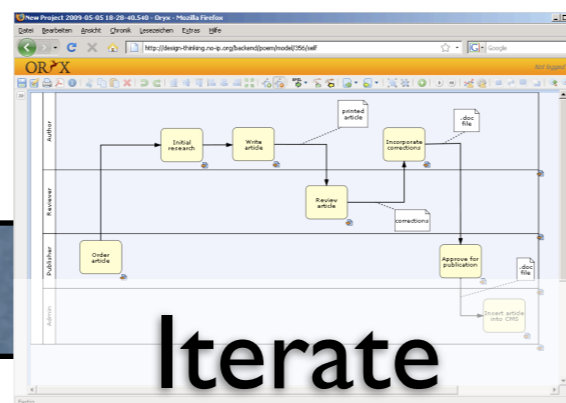 New Project 2009-05-05 18-28-40.540 - Oryx - Mozilla Firefox
Datei Bearbeiten Ansicht Chronik Lesezeichen Extras Hilfe
http://design-thinking.no-ip.org/backend/poem/model/356/self
Google
ORYX
Not logged
Author
printed
article
.doc
file
Initial
research
Write
article
Incorporate
corrections
Reviewer
Review
article
corrections
Publisher
Order
article
Approve for
publication
.doc
file
Admin
Insert article
into CMS
Iterate